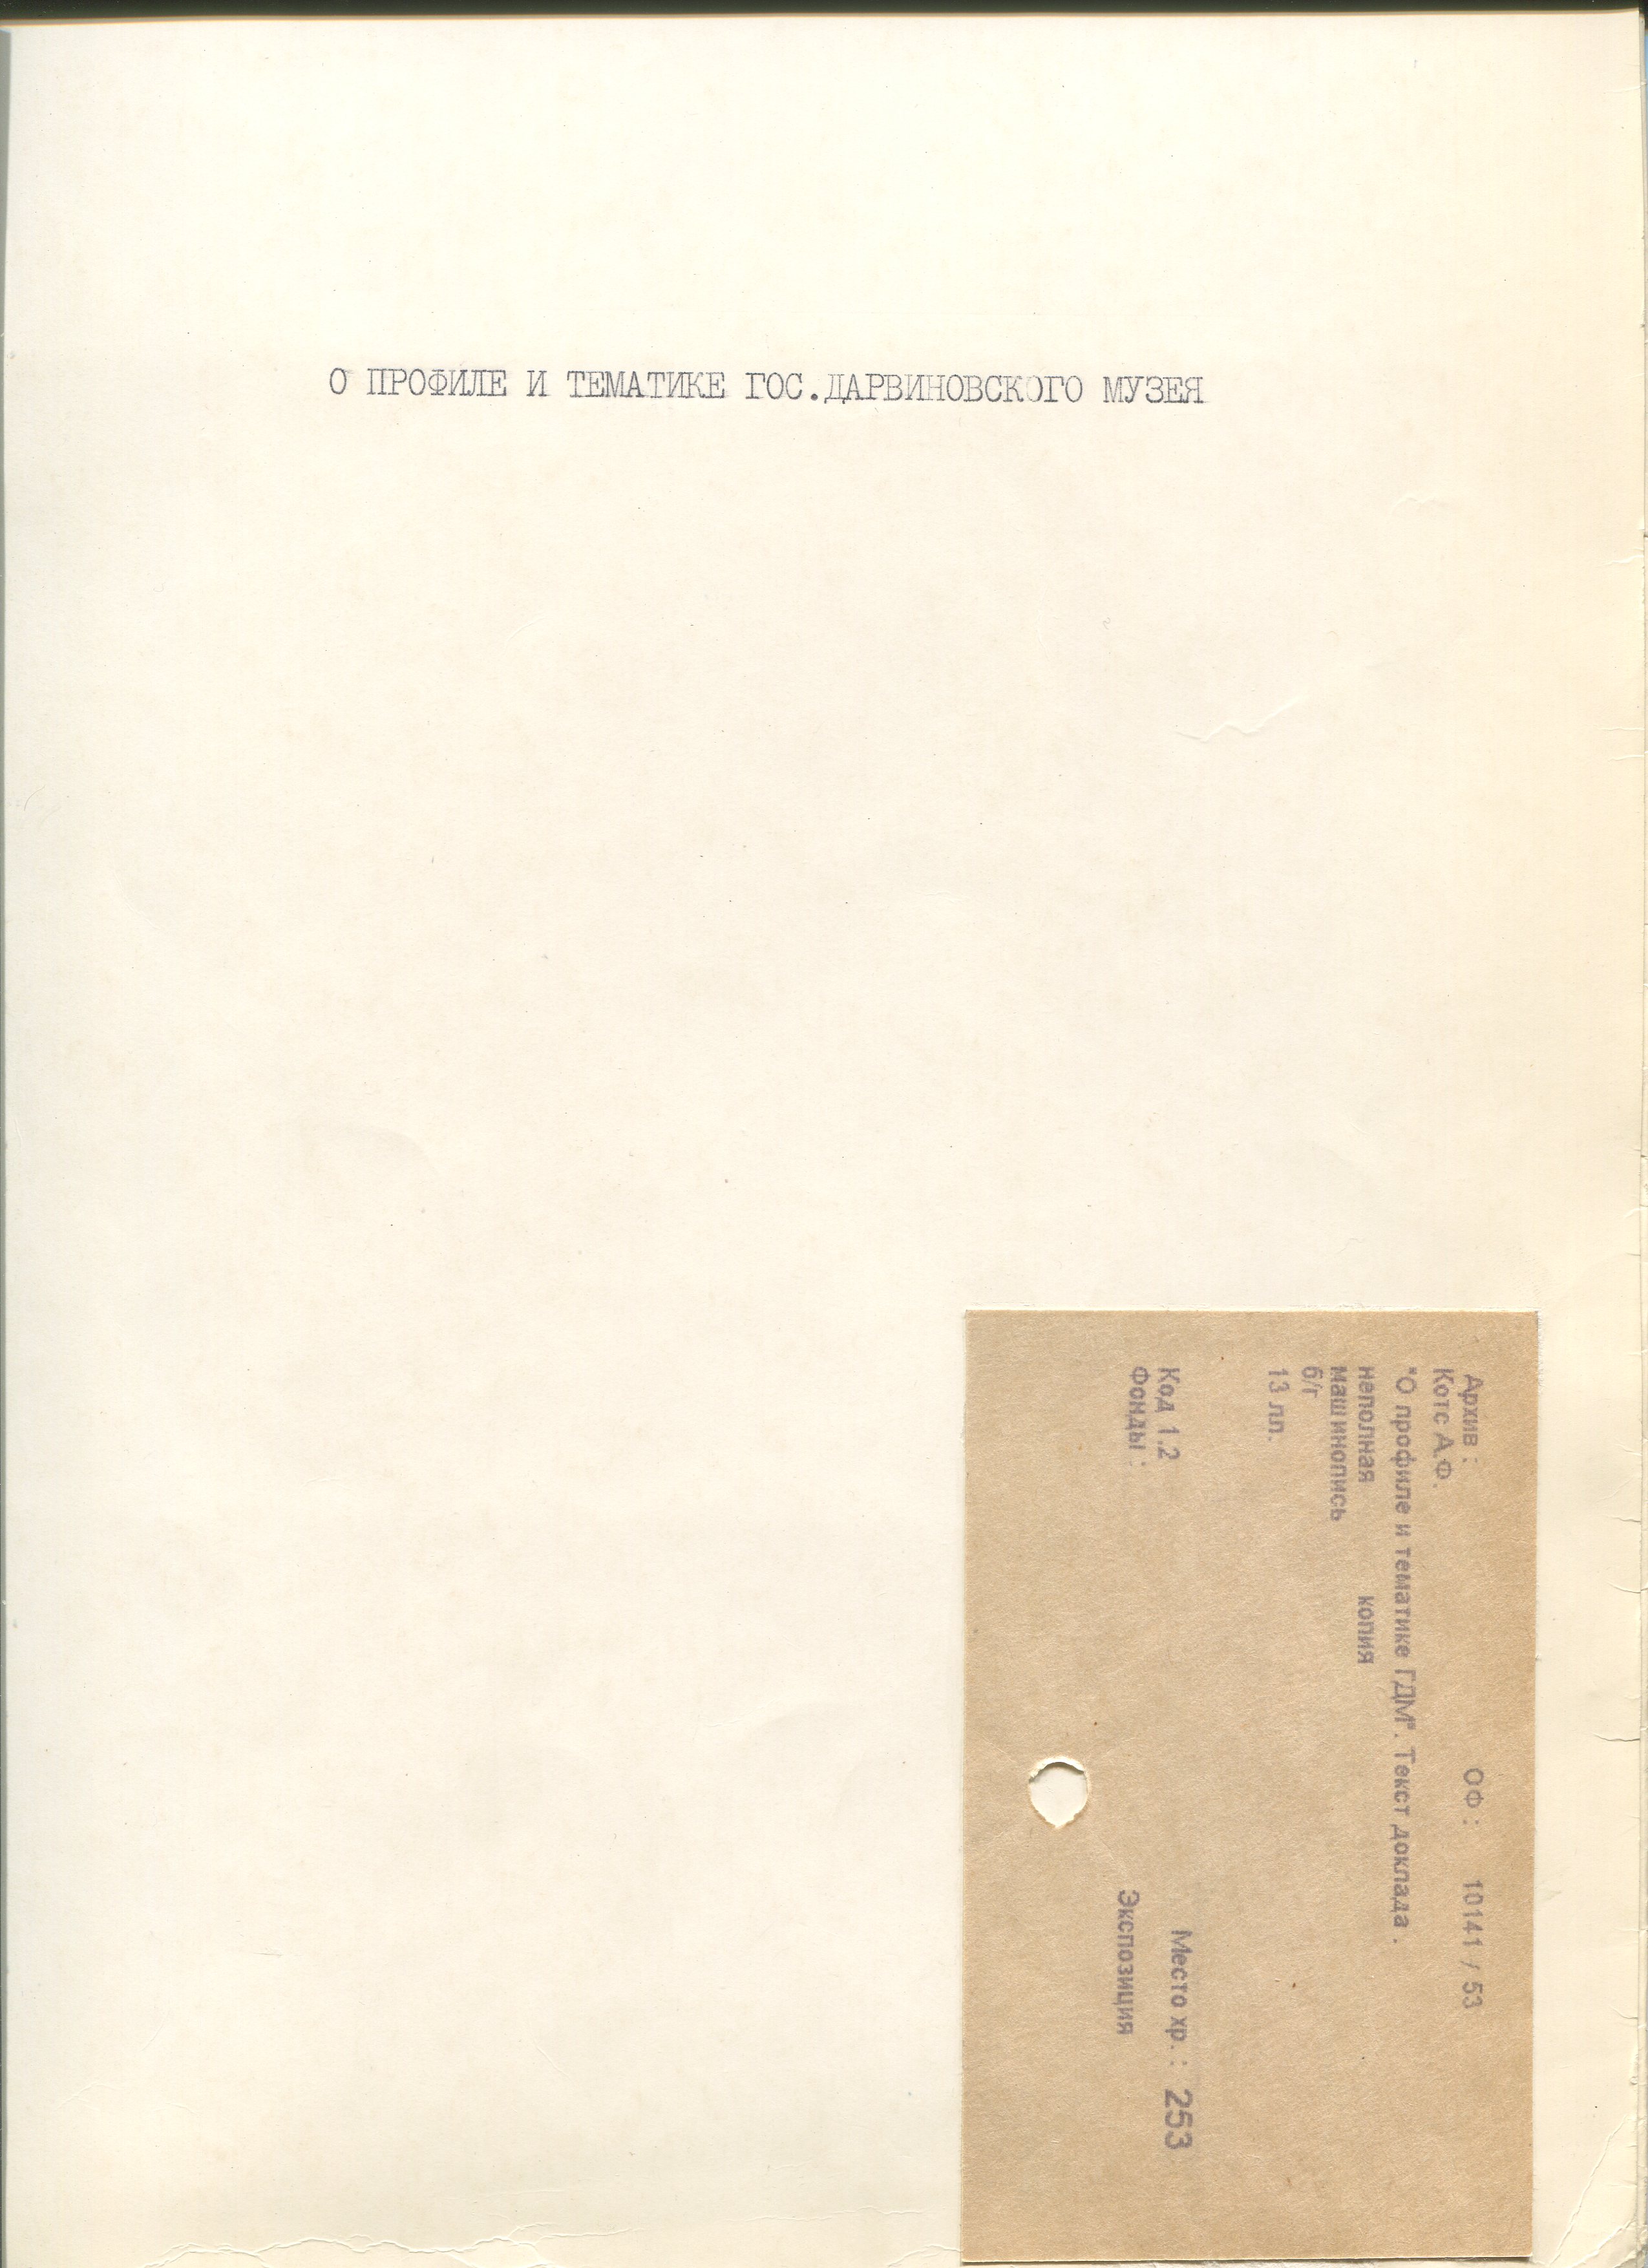 О ПРОФИЛЕ И ТЕМАТИКЕ ГОС.ДАРВИНОВСКОГО МУЗЕЯ
Архив : ОФ : 10141 / 53
Котс А.Ф.
"О профиле и тематике ГДМ". Текст доклада .
неполная копия
машинопись
б/г
13 лл.
Код 1.2 Место хр. : 253
Фонды : Экспозиция